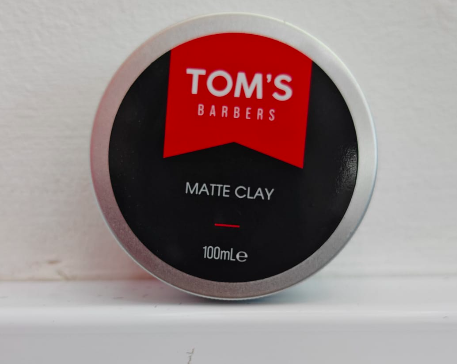 TOM'S
BARBERS
MATTE CLAY
100mL℮